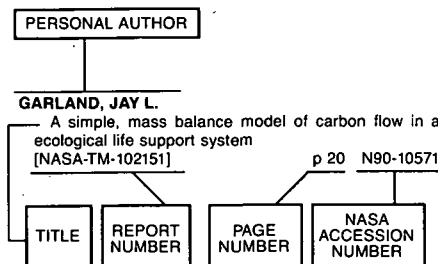 PERSONAL AUTHOR
GARLAND, JAY L.
A simple, mass balance model of carbon flow in a
ecological life support system
[NASA-TM-102151] p 20 N90-10571
TITLE
REPORT
NUMBER
PAGE
NUMBER
NASA
ACCESSION
NUMBER